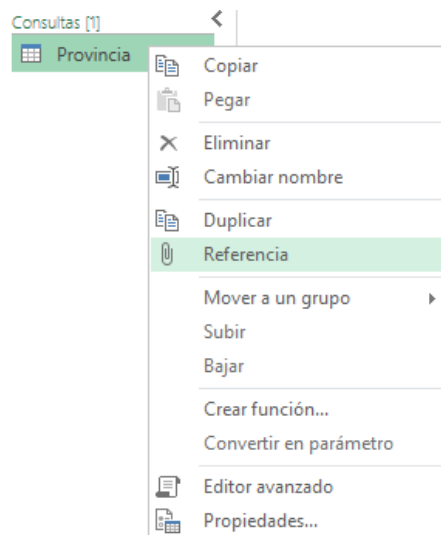 Consultas [1]
Provincia
Copiar
Pegar
Eliminar
Cambiar nombre
Duplicar
Referencia
Mover a un grupo
Subir
Bajar
Crear función...
Convertir en parámetro
Editor avanzado
Propiedades...